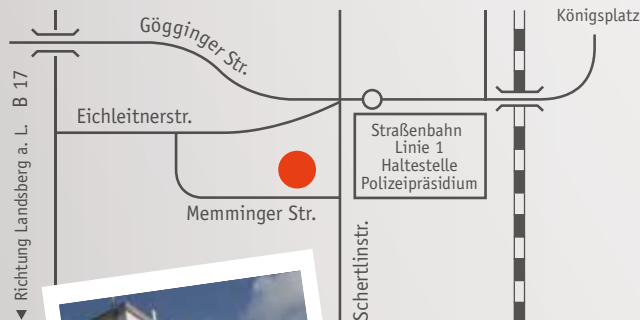 Königsplatz
Gögginger Str.
Eichleitnerstr.
Straßenbahn
Linie 1
Haltestelle
Polizeipräsidium
Memminger Str.
Schertlinstr.
◄ Richtung Landsberg a. L. B 17